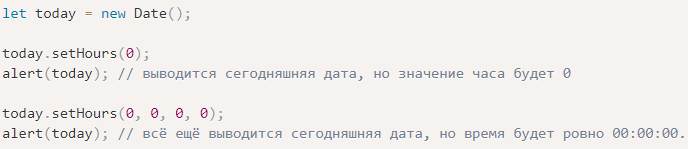 let today = new Date();
today.setHours(0);
alert(today); // выводится сегодняшняя дата, но значение часа будет 0
today.setHours(0, 0, 0, 0);
alert(today); // всё ещё выводится сегодняшняя дата, но время будет ровно 00:00:00.